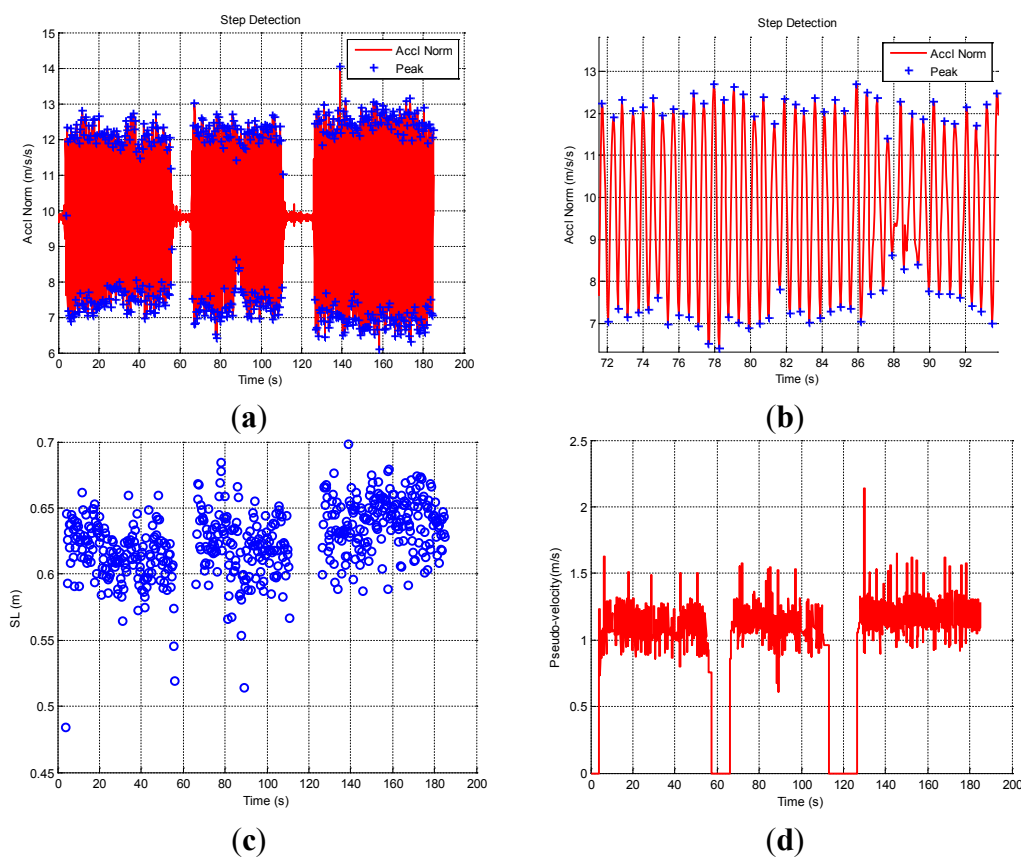 Step Detection
Accl Norm
Peak
15
14
13
12
11
10
9
8
7
6
Accl Norm (m/s/s)
0 20 40 60 80 100 120 140 160 180 200
Time (s)
(a)
Step Detection
Accl Norm
Peak
13
12
11
10
9
8
7
Accl Norm (m/s/s)
72 74 76 78 80 82 84 86 88 90 92
Time (s)
(b)
0.7
0.65
0.6
0.55
0.5
0.45
SL (m)
0 20 40 60 80 100 120 140 160 180 200
Time (s)
(c)
2.5
2
1.5
1
0.5
0
Pseudo-velocity(m/s)
0 20 40 60 80 100 120 140 160 180 200
Time (s)
(d)